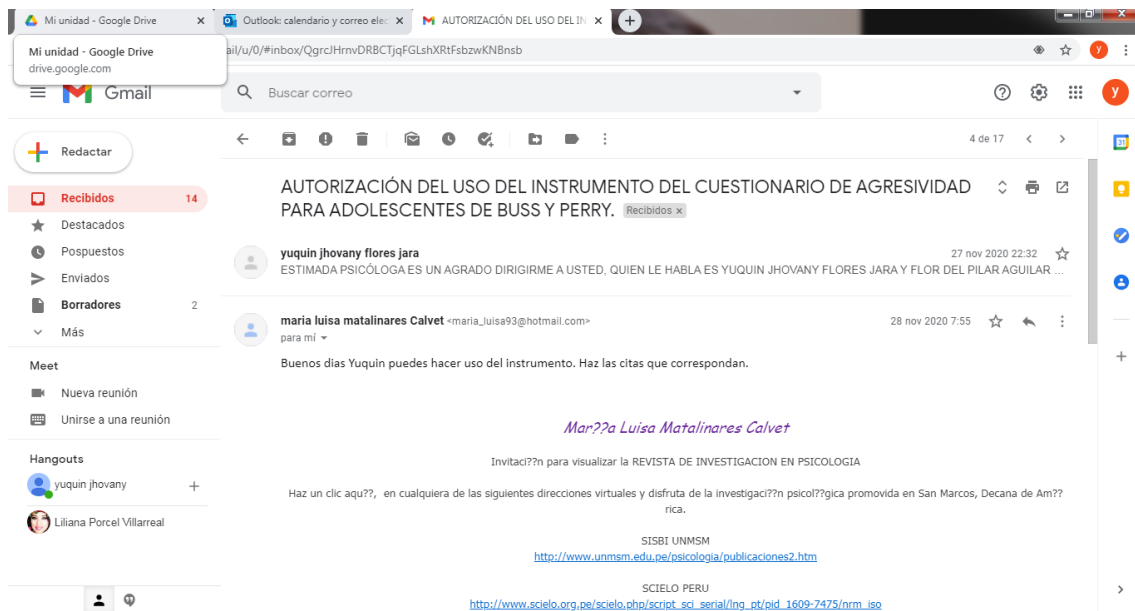 Mi unidad - Google Drive
Outlook: calendario y correo elec
AUTORIZACIÓN DEL USO DEL IN
Mi unidad - Google Drive
drive.google.com
ail/u/0/#inbox/QgrcJHrnvDRBCTjqFGLshXRtFsbzwKNBnsb
y
Gmail
Buscar correo
y
Redactar
4 de 17
31
Recibidos 14
Destacados
Pospuestos
Enviados
Borradores 2
Más
Meet
Nueva reunión
Unirse a una reunión
Hangouts
yuquin jhovany
Liliana Porcel Villarreal
AUTORIZACIÓN DEL USO DEL INSTRUMENTO DEL CUESTIONARIO DE AGRESIVIDAD
PARA ADOLESCENTES DE BUSS Y PERRY. Recibidos x
yuquin jhovany flores jara 27 nov 2020 22:32
ESTIMADA PSICÓLOGA ES UN AGRADO DIRIGIRME A USTED, QUIEN LE HABLA ES YUQUIN JHOVANY FLORES JARA Y FLOR DEL PILAR AGUILAR ...
maria luisa matalinares Calvet <maria_luisa93@hotmail.com> 28 nov 2020 7:55
para mí
Buenos dias Yuquin puedes hacer uso del instrumento. Haz las citas que correspondan.
Mar??a Luisa Matalinares Calvet
Invitaci??n para visualizar la REVISTA DE INVESTIGACION EN PSICOLOGIA
Haz un clic aqu??, en cualquiera de las siguientes direcciones virtuales y disfruta de la investigaci??n psicol??gica promovida en San Marcos, Decana de Am??
rica.
SISBI UNMSM
http://www.unmsm.edu.pe/psicologia/publicaciones2.htm
SCIELO PERU
http://www.scielo.org.pe/scielo.php/script_sci_serial/lng_pt/pid_1609-7475/nrm_iso